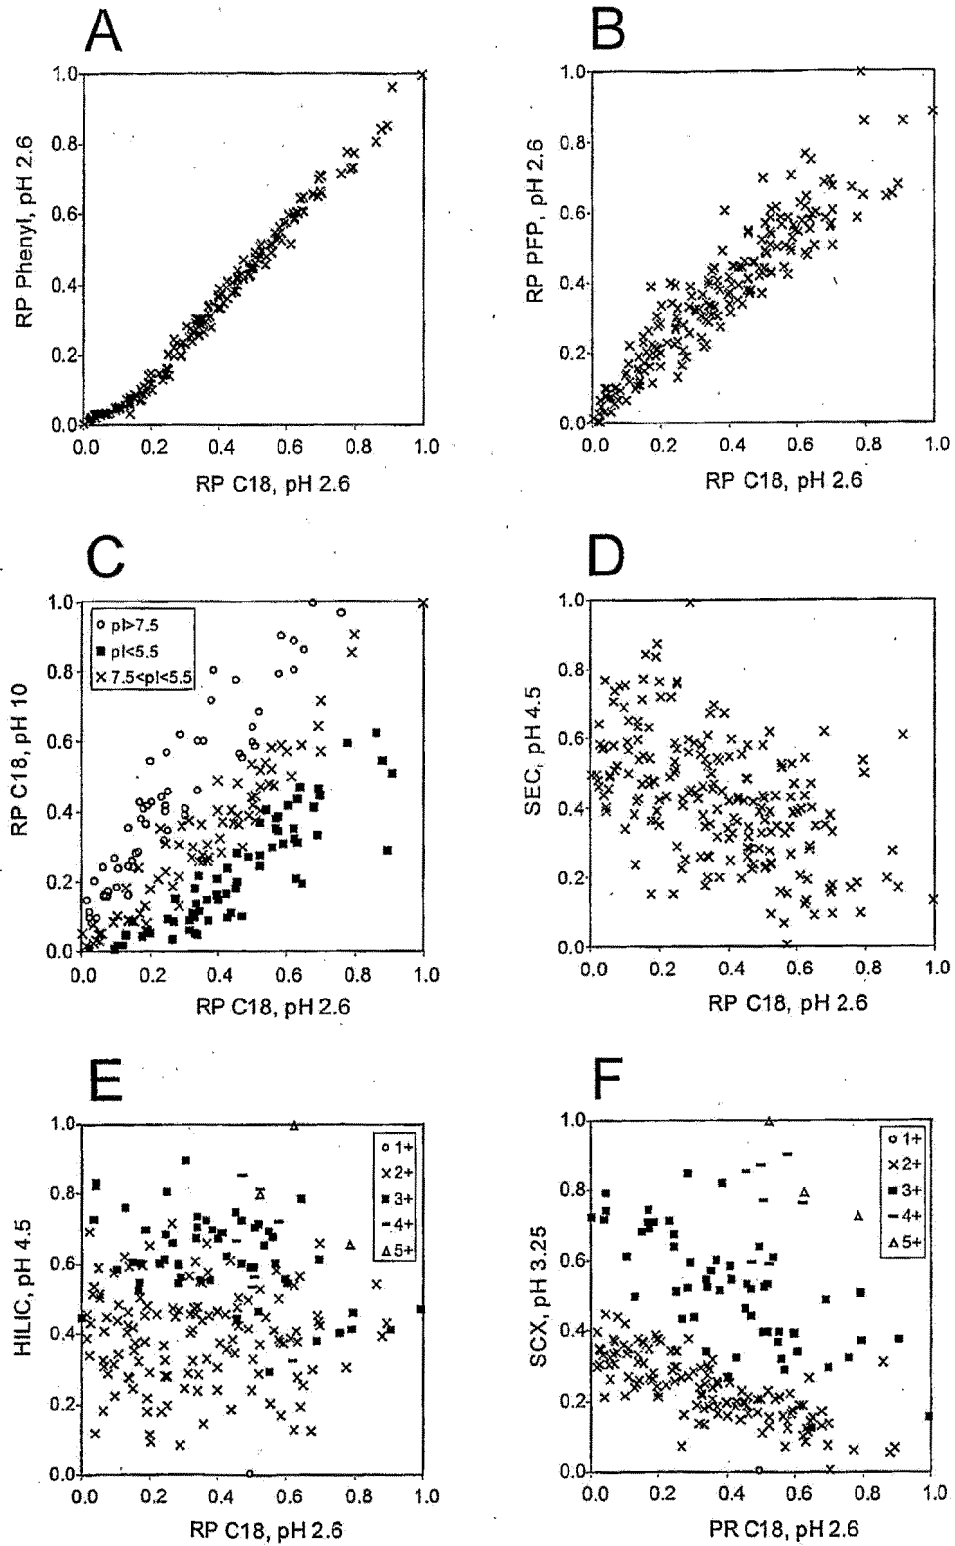 A
1.0
0.8
0.6
0.4
0.2
0.0
RP Phenyl, pH 2.6
0.0 0.2 0.4 0.6 0.8 1.0
RP C18, pH 2.6
B
1.0
0.8
0.6
0.4
0.2
0.0
RP PFP, pH 2.6
0.0 0.2 0.4 0.6 0.8 1.0
RP C18, pH 2.6
C
1.0
0.8
0.6
0.4
0.2
0.0
RP C18, pH 10
pI>7.5
pI<5.5
7.5<pI<5.5
0.0 0.2 0.4 0.6 0.8 1.0
RP C18, pH 2.6
D
1.0
0.8
0.6
0.4
0.2
0.0
SEC, pH 4.5
0.0 0.2 0.4 0.6 0.8 1.0
RP C18, pH 2.6
E
1.0
0.8
0.6
0.4
0.2
0.0
HILIC, pH 4.5
1+
2+
3+
4+
5+
0.0 0.2 0.4 0.6 0.8 1.0
RP C18, pH 2.6
F
1.0
0.8
0.6
0.4
0.2
0.0
SCX, pH 3.25
1+
2+
3+
4+
5+
0.0 0.2 0.4 0.6 0.8 1.0
PR C18, pH 2.6